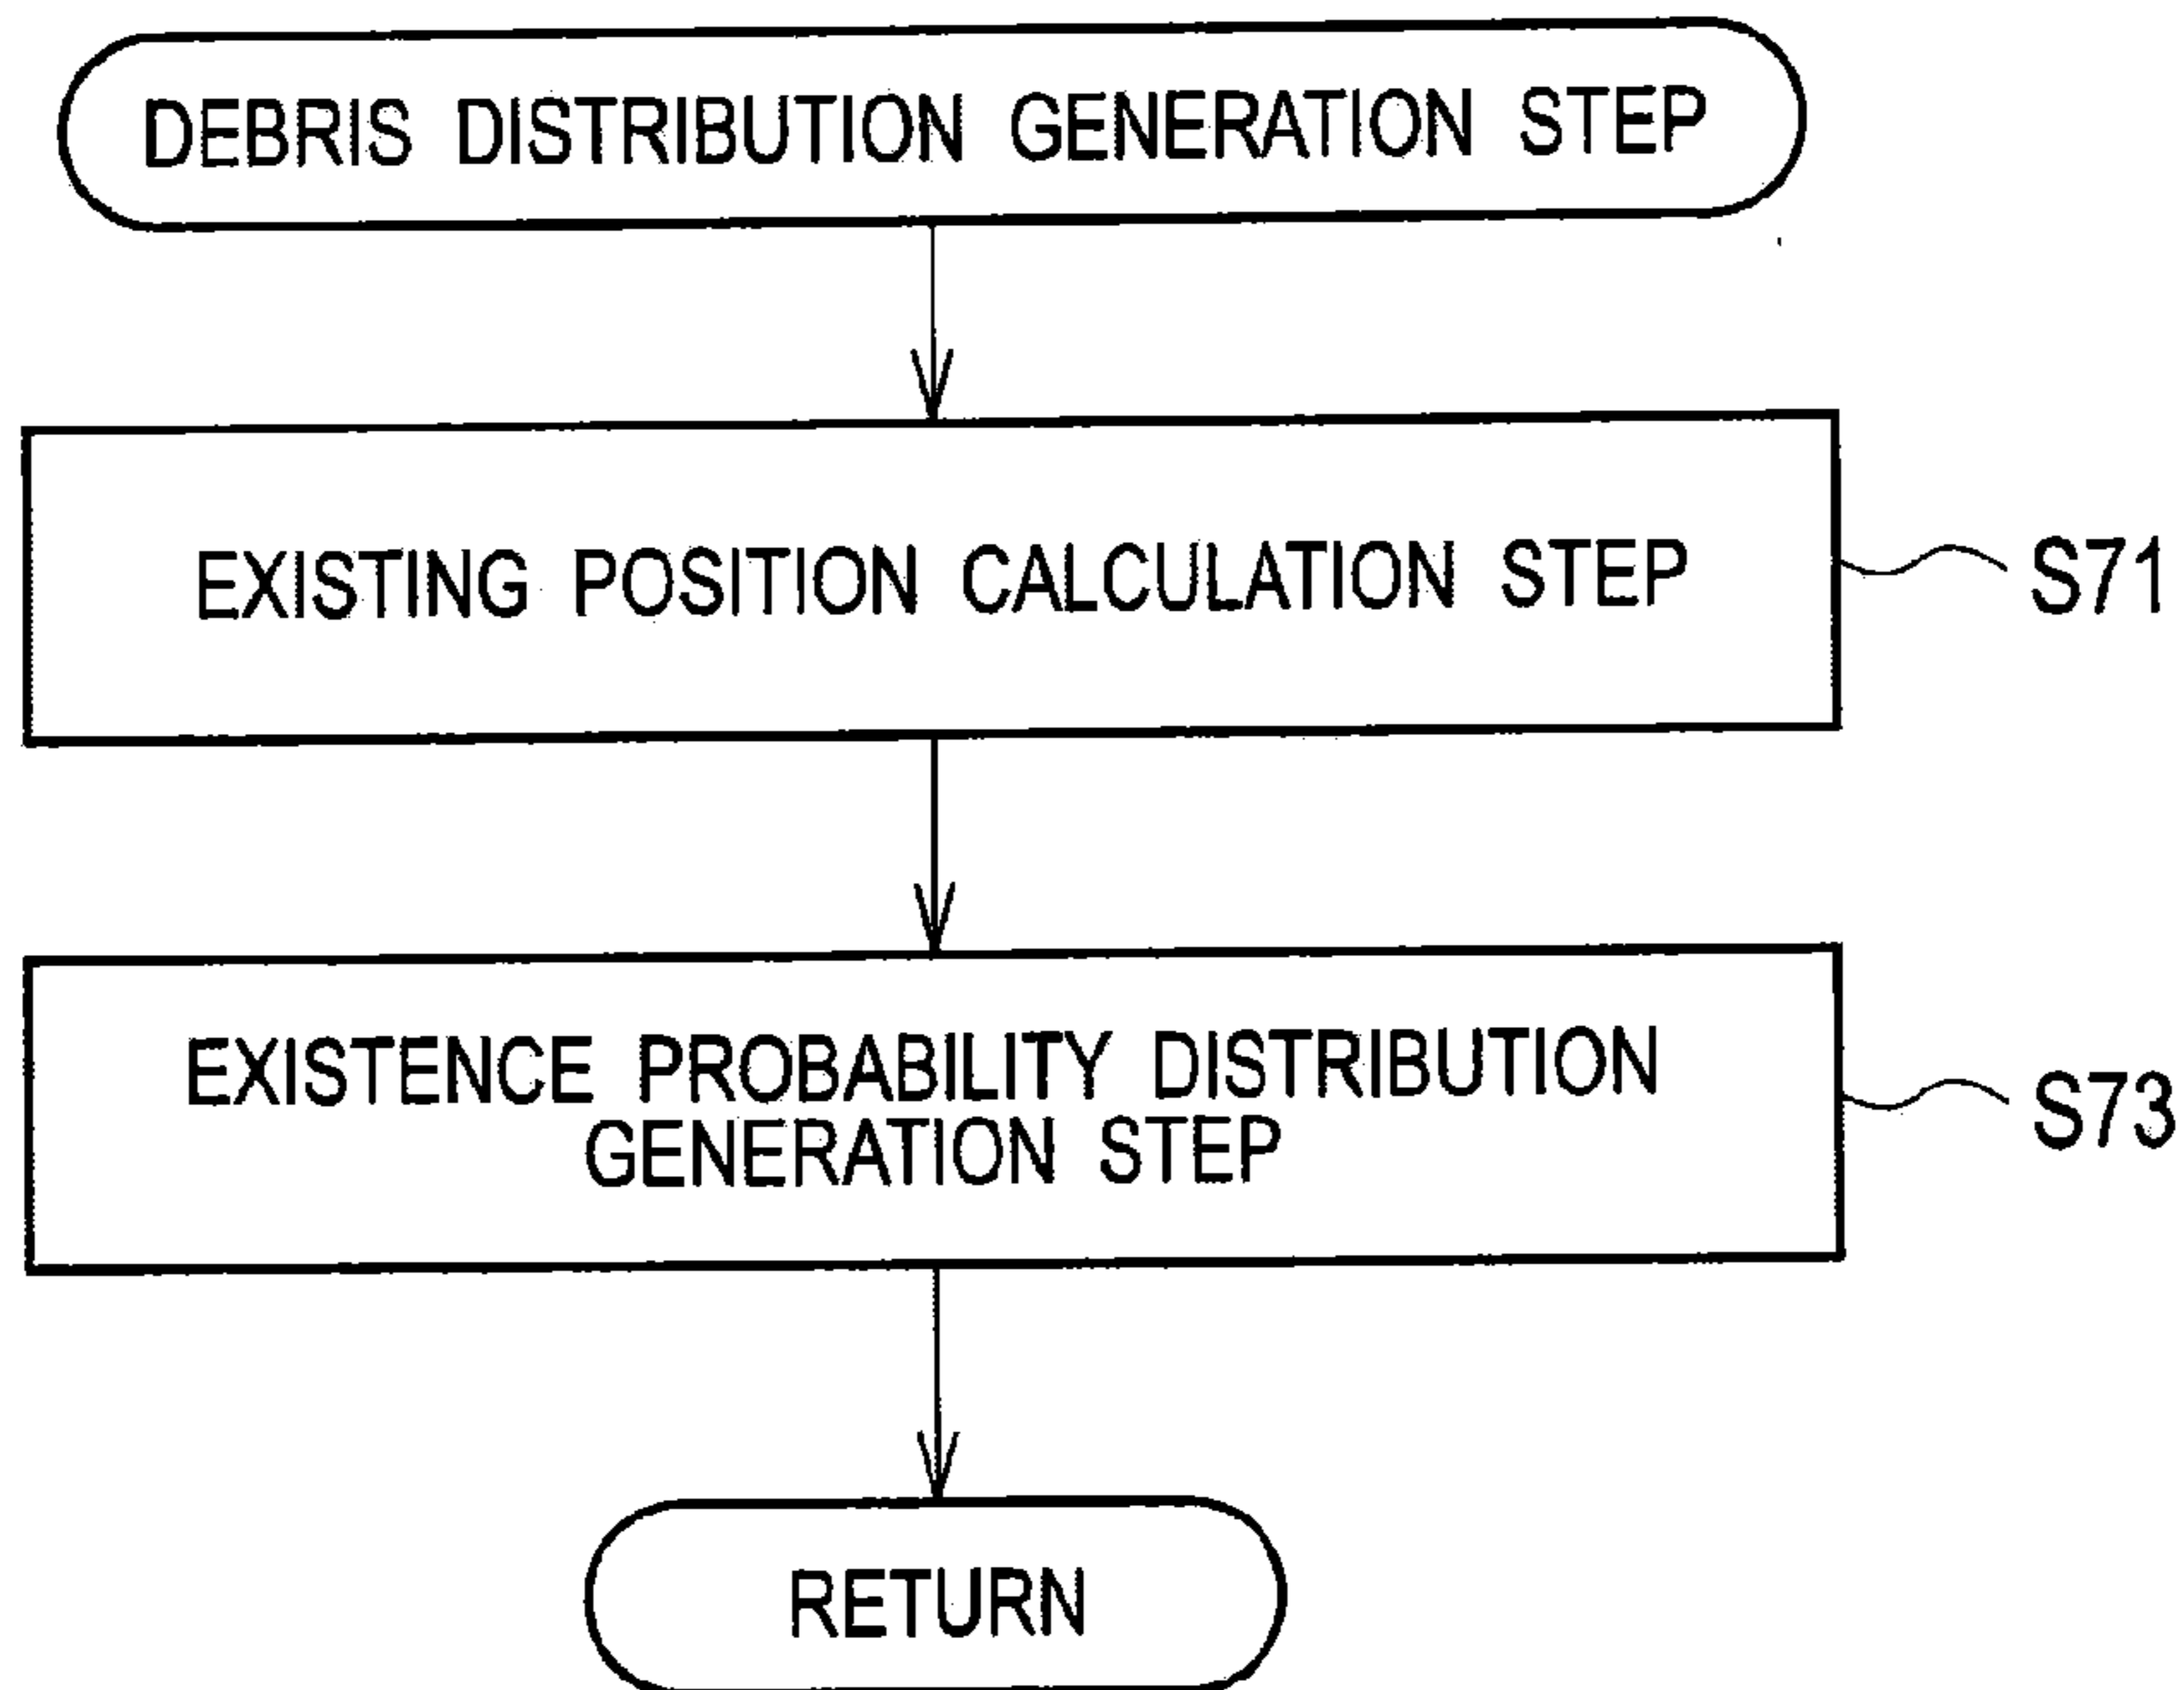 DEBRIS DISTRIBUTION GENERATION STEP
EXISTING POSITION CALCULATION STEP
S71
EXISTENCE PROBABILITY DISTRIBUTION
GENERATION STEP
S73
RETURN